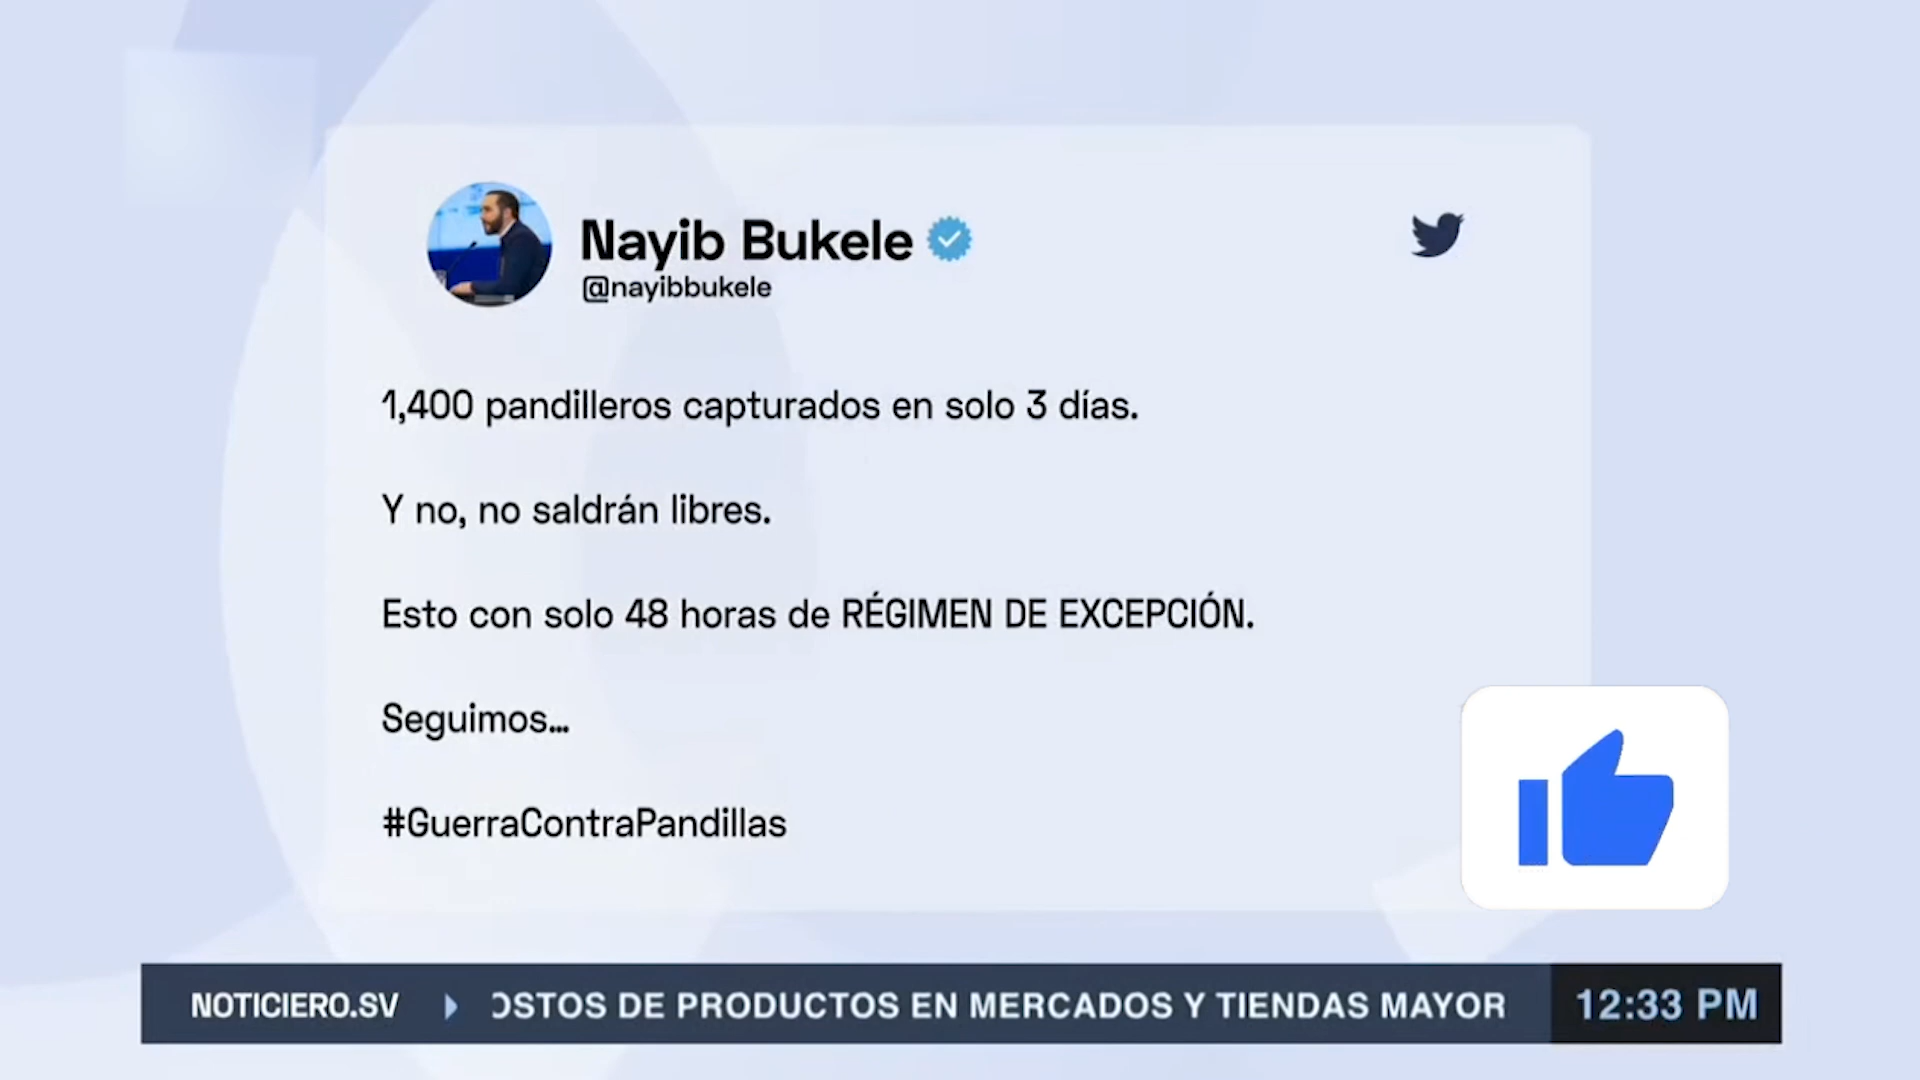 Nayib Bukele
@nayibbukele
1,400 pandilleros capturados en solo 3 días.
Y no, no saldrán libres.
Esto con solo 48 horas de RÉGIMEN DE EXCEPCIÓN.
Seguimos...
#GuerraContraPandillas
NOTICIERO.SV
DE PRODUCTOS EN MERCADOS Y TIENDAS MAYOR
12:33 PM